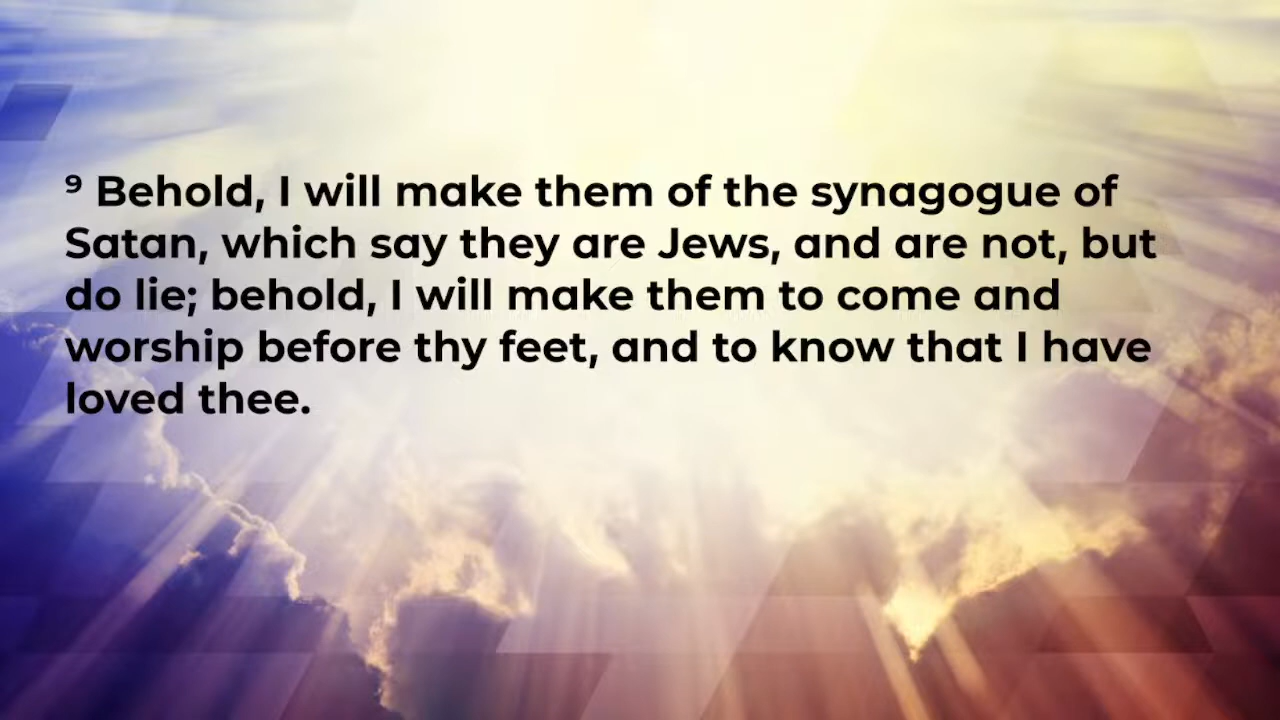 ⁹ Behold, I will make them of the synagogue of
Satan, which say they are Jews, and are not, but
do lie; behold, I will make them to come and
worship before thy feet, and to know that I have
loved thee.